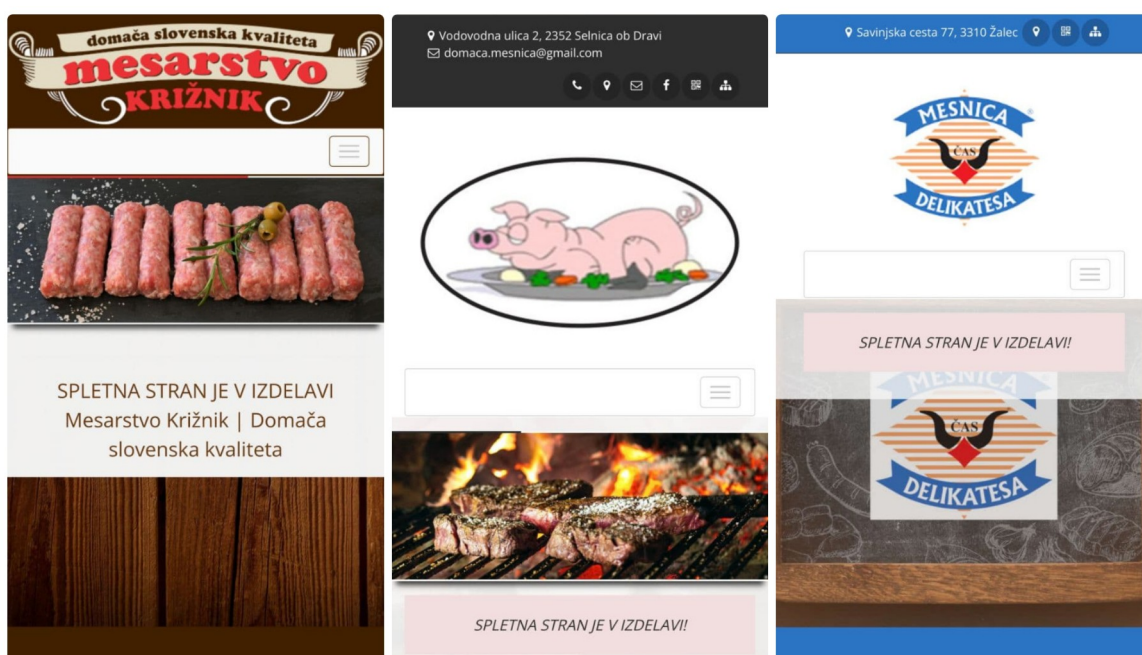 domača slovenska kvaliteta
mesarstvo
KRIŽNIK
SPLETNA STRAN JE V IZDELAVI
Mesarstvo Križnik | Domača
slovenska kvaliteta
Vodovodna ulica 2, 2352 Selnica ob Dravi
domaca.mesnica@gmail.com
SPLETNA STRAN JE V IZDELAVI!
Savinjska cesta 77, 3310 Žalec
MESNICA
ČAS
DELIKATESA
SPLETNA STRAN JE V IZDELAVI!
MESNICA
ČAS
DELIKATESA